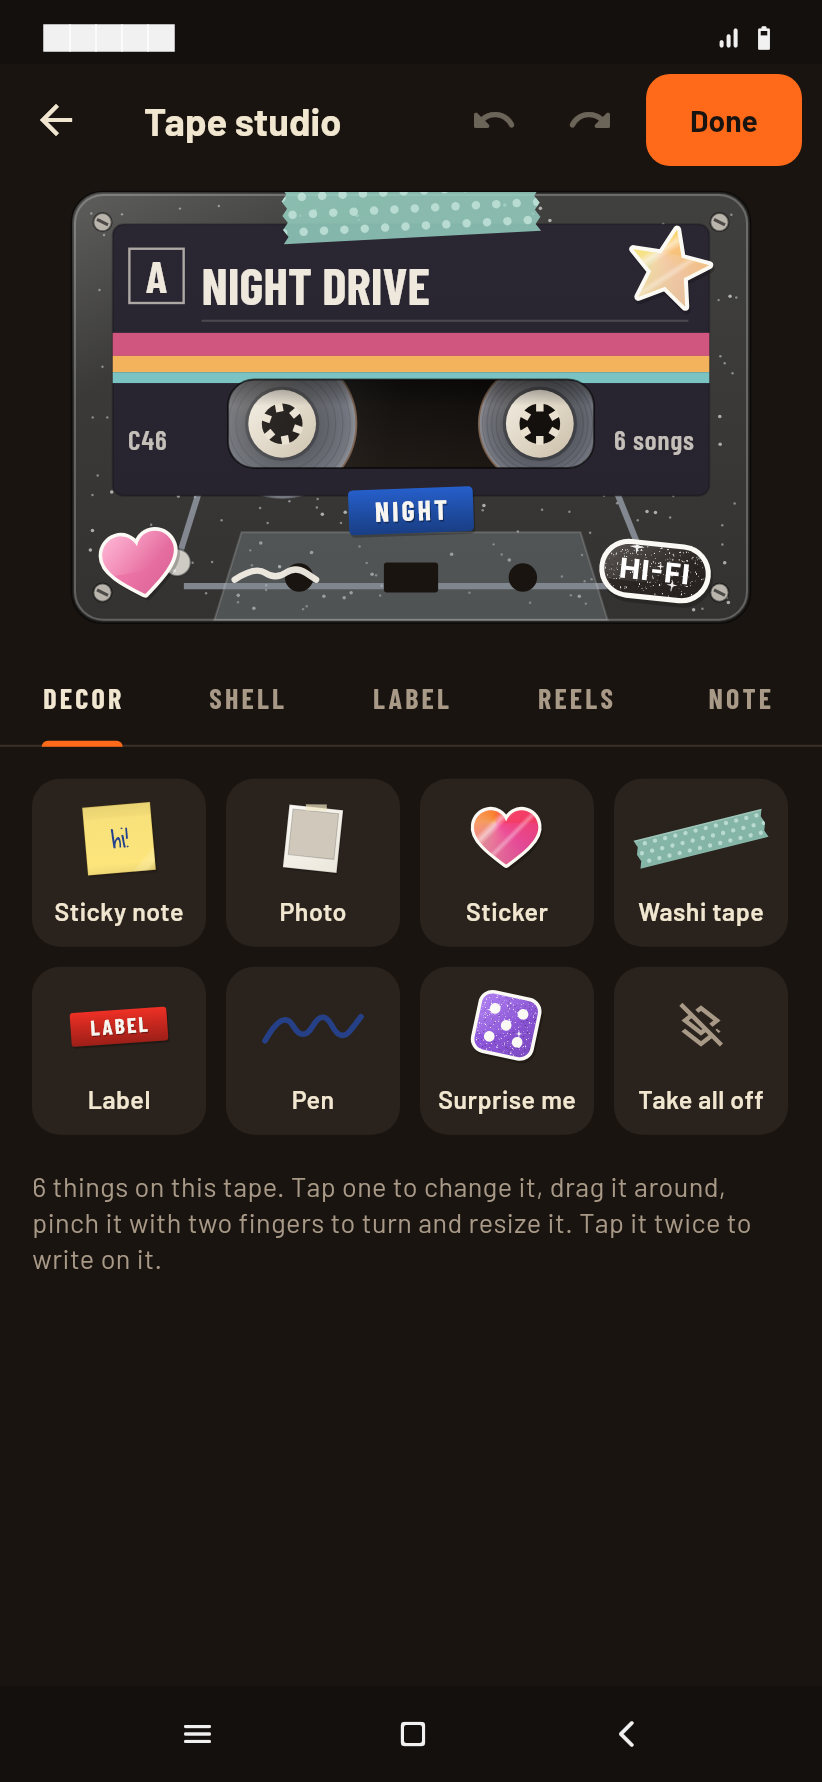 Tape studio
Done
A
NIGHT DRIVE
C46
6 songs
NIGHT
HI-FI
DECOR
SHELL
LABEL
REELS
NOTE
hi!
Sticky note
Photo
Sticker
Washi tape
LABEL
Label
Pen
Surprise me
Take all off
6 things on this tape. Tap one to change it, drag it around,
pinch it with two fingers to turn and resize it. Tap it twice to
write on it.